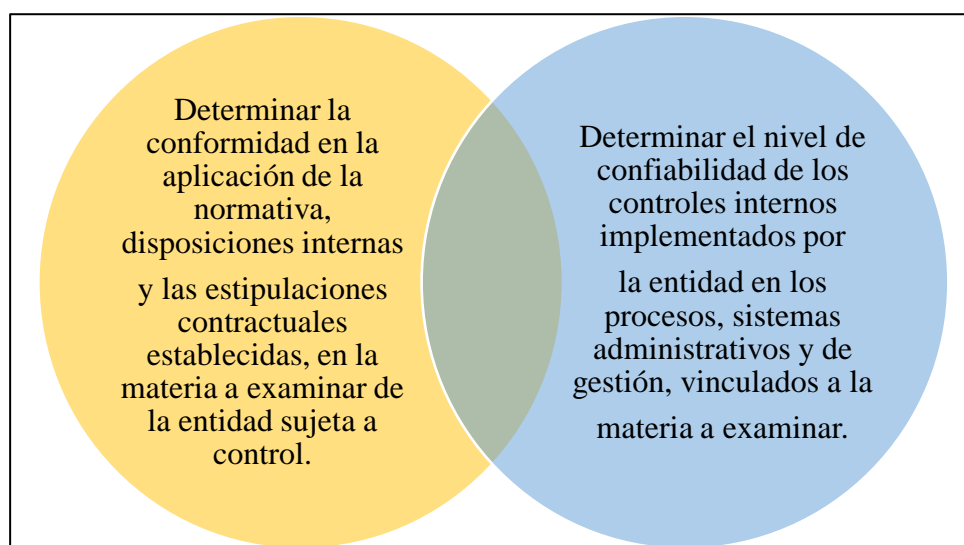 Determinar la
conformidad en la
aplicación de la
normativa,
disposiciones internas
y las estipulaciones
contractuales
establecidas, en la
materia a examinar de
la entidad sujeta a
control.
Determinar el nivel de
confiabilidad de los
controles internos
implementados por
la entidad en los
procesos, sistemas
administrativos y de
gestión, vinculados a la
materia a examinar.